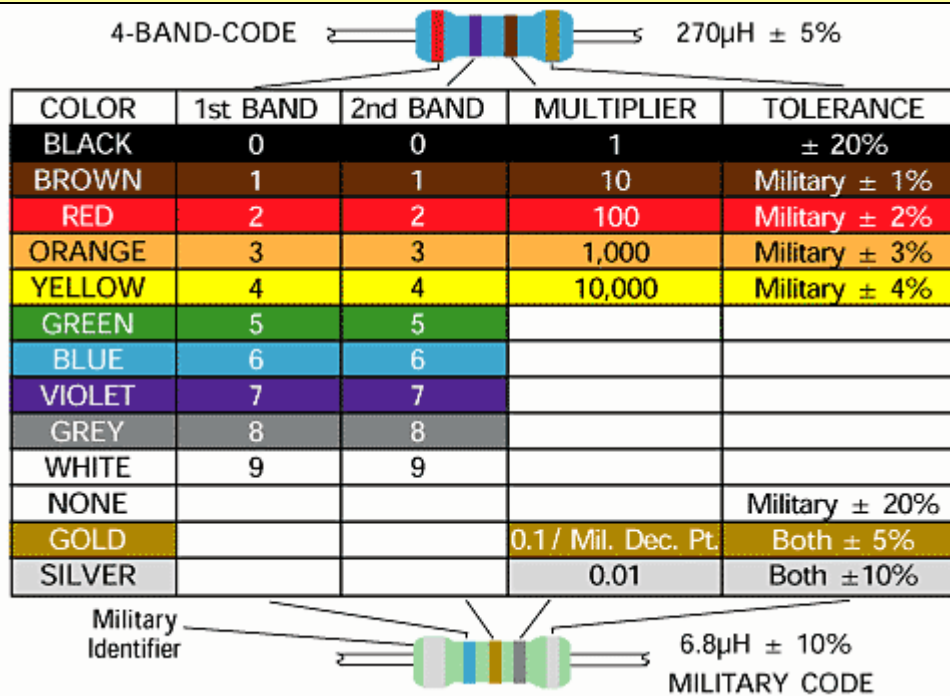 4-BAND-CODE 270µH ± 5%
COLOR 1st BAND 2nd BAND MULTIPLIER TOLERANCE
BLACK 0 0 1 ± 20%
BROWN 1 1 10 Military ± 1%
RED 2 2 100 Military ± 2%
ORANGE 3 3 1,000 Military ± 3%
YELLOW 4 4 10,000 Military ± 4%
GREEN 5 5
BLUE 6 6
VIOLET 7 7
GREY 8 8
WHITE 9 9
NONE Military ± 20%
GOLD 0.1 / Mil. Dec. Pt. Both ± 5%
SILVER 0.01 Both ±10%
Military
Identifier
6.8µH ± 10%
MILITARY CODE